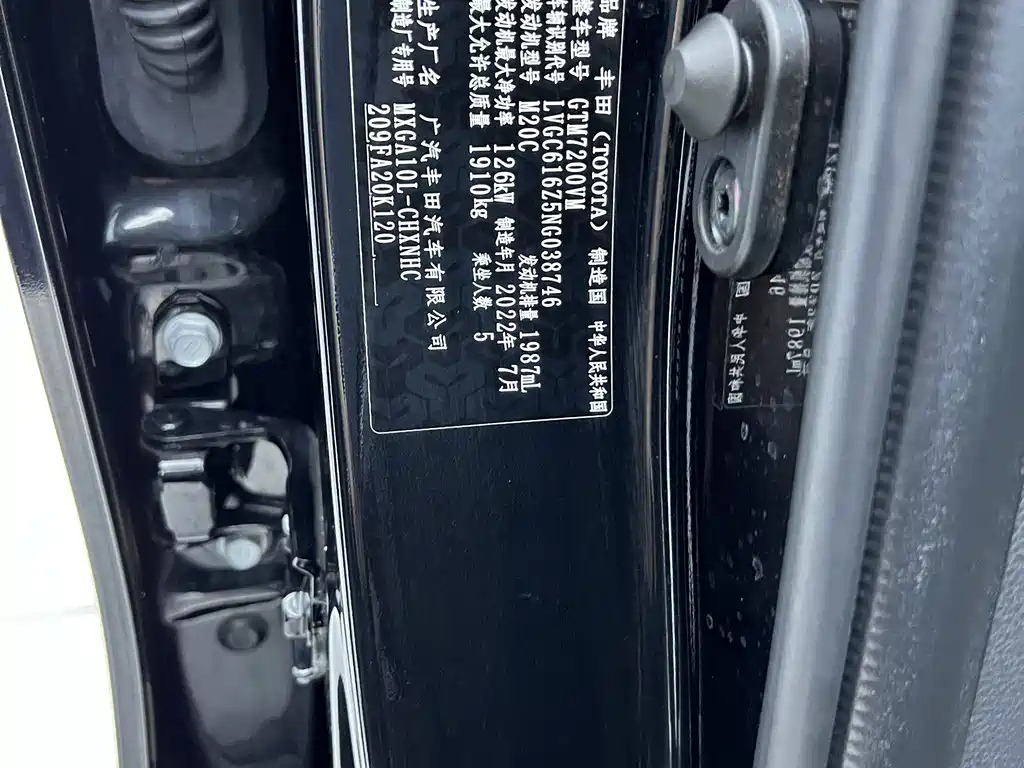 品牌 丰田（TOYOTA） 制造国 中华人民共和国
整车型号 GTM7200VM
车辆识别代号 LVGC616Z5NG038746
发动机型号 M20C 发动机排量 1987mL
发动机最大净功率 126kW 制造年月 2022年 7月
最大允许总质量 1910kg 乘坐人数 5
生产厂名 广汽丰田汽车有限公司
制造厂专用号 MXGA10L-CHXNHC
209FA20K120